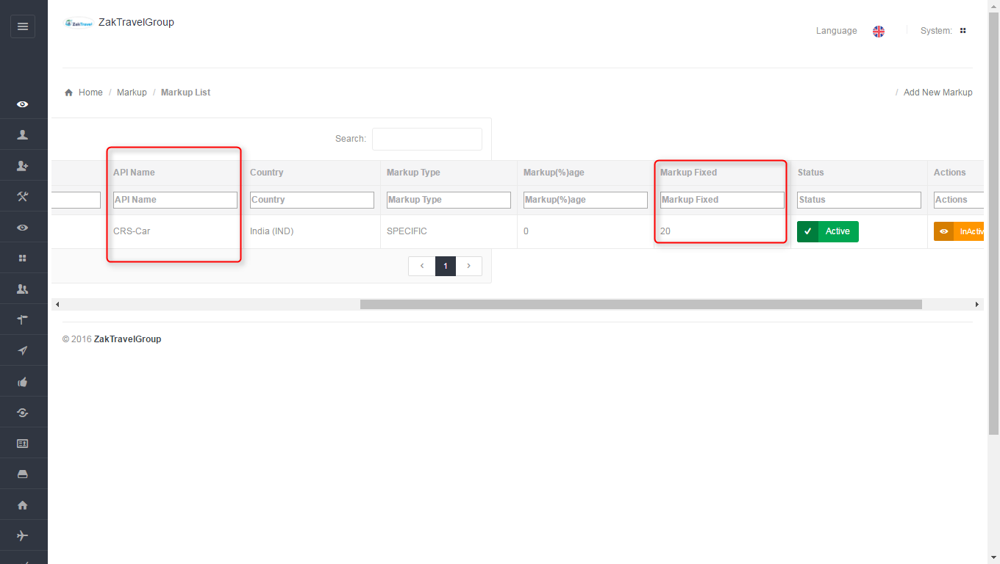 ZakTravel ZakTravelGroup
Language System:
Home / Markup / Markup List / Add New Markup
Search:
API Name Country Markup Type Markup(%)age Markup Fixed Status Actions
API Name Country Markup Type Markup(%)age Markup Fixed Status Actions
CRS-Car India (IND) SPECIFIC 0 20 Active InActiv
1
© 2016 ZakTravelGroup